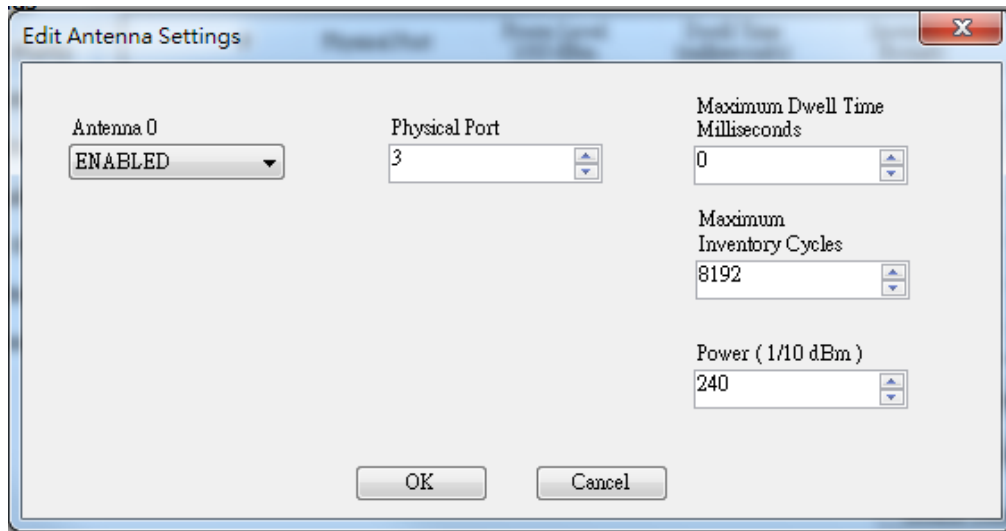 Edit Antenna Settings
Antenna 0
ENABLED
Physical Port
3
Maximum Dwell Time
Milliseconds
0
Maximum
Inventory Cycles
8192
Power ( 1/10 dBm )
240
OK
Cancel